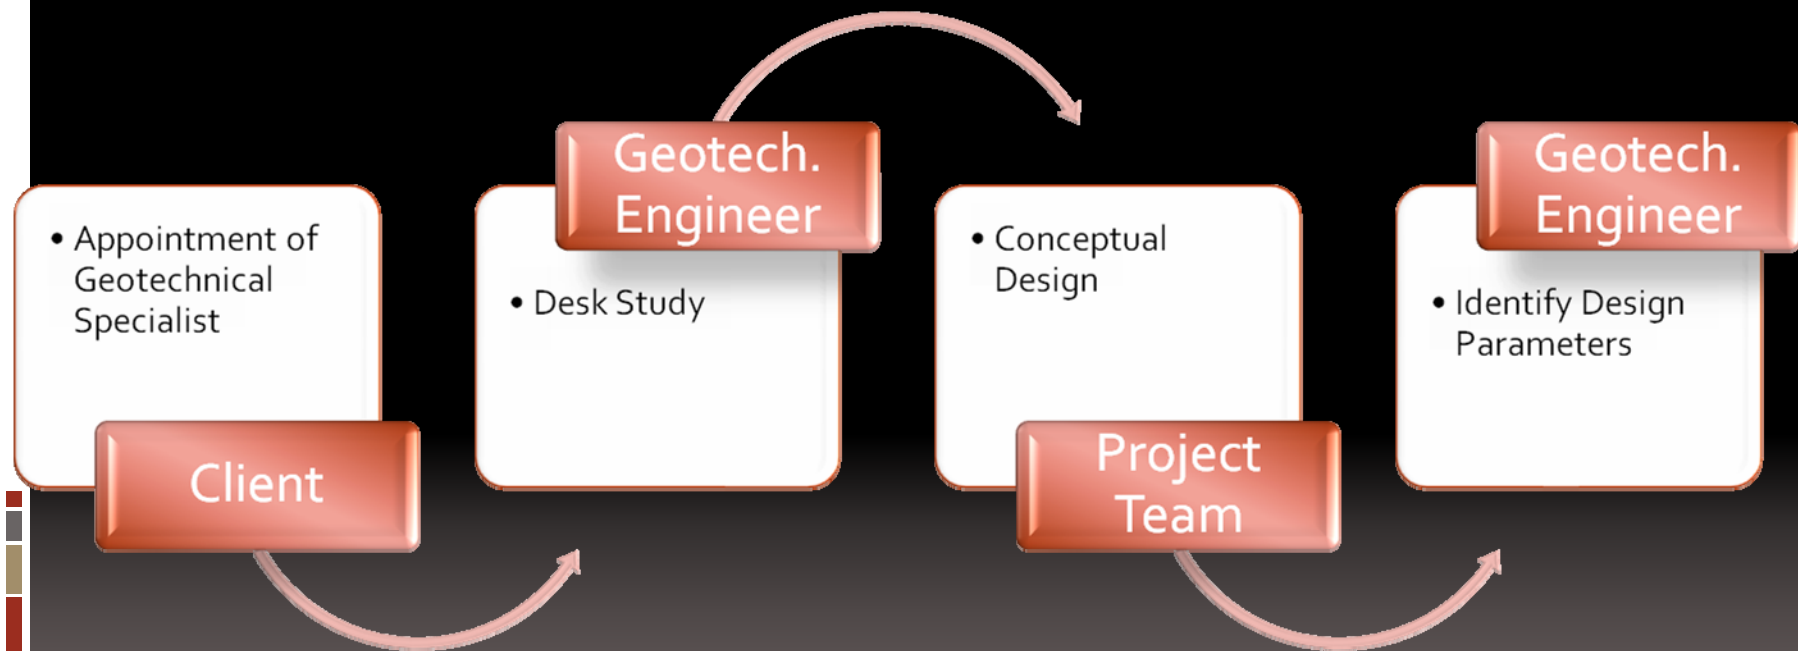 • Appointment of
Geotechnical
Specialist
Client
Geotech.
Engineer
• Desk Study
• Conceptual
Design
Project
Team
Geotech.
Engineer
• Identify Design
Parameters